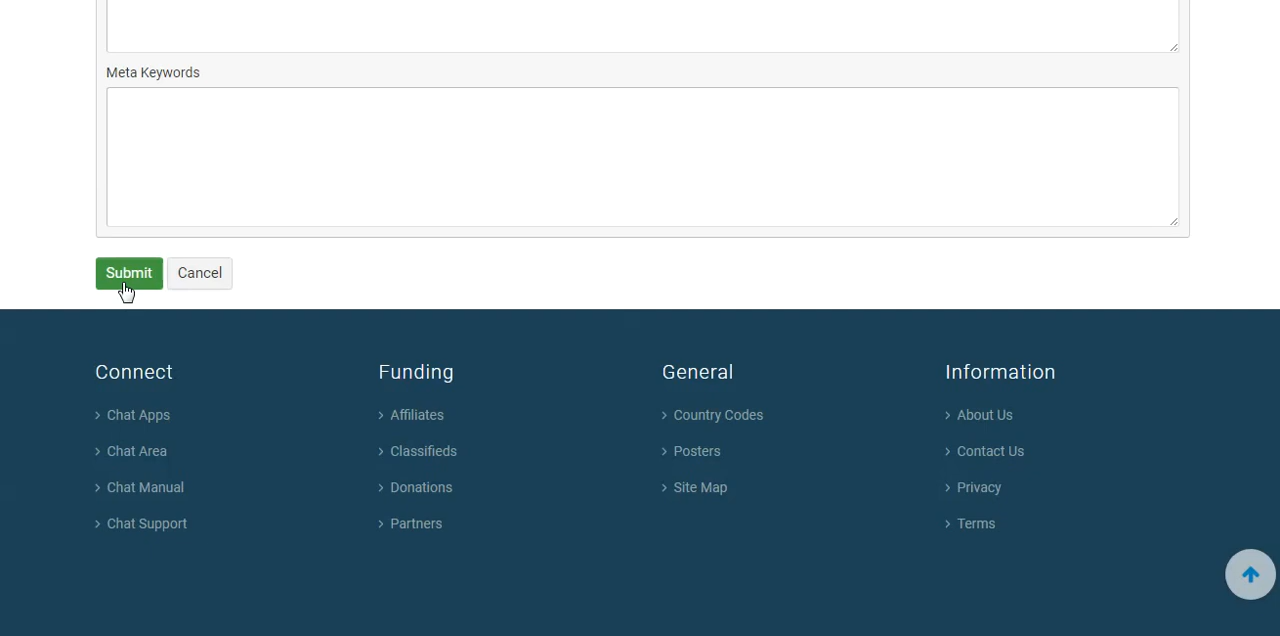 Meta Keywords
Submit Cancel
Connect Funding General Information
Chat Apps Affiliates Country Codes About Us
Chat Area Classifieds Posters Contact Us
Chat Manual Donations Site Map Privacy
Chat Support Partners Terms